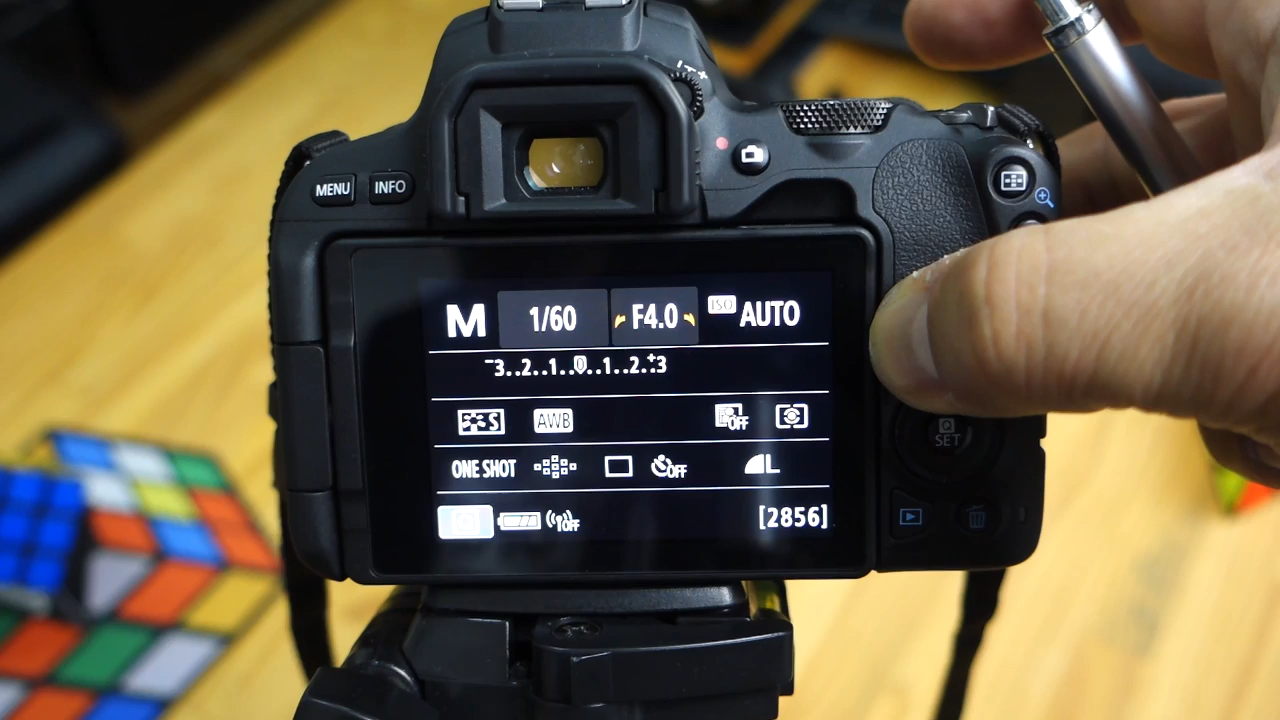 MENU INFO
M 1/60 F4.0 ISO AUTO
-3..2..1..0..1..2.+3
S AWB OFF
ONE SHOT OFF L
OFF [2856]
Q SET